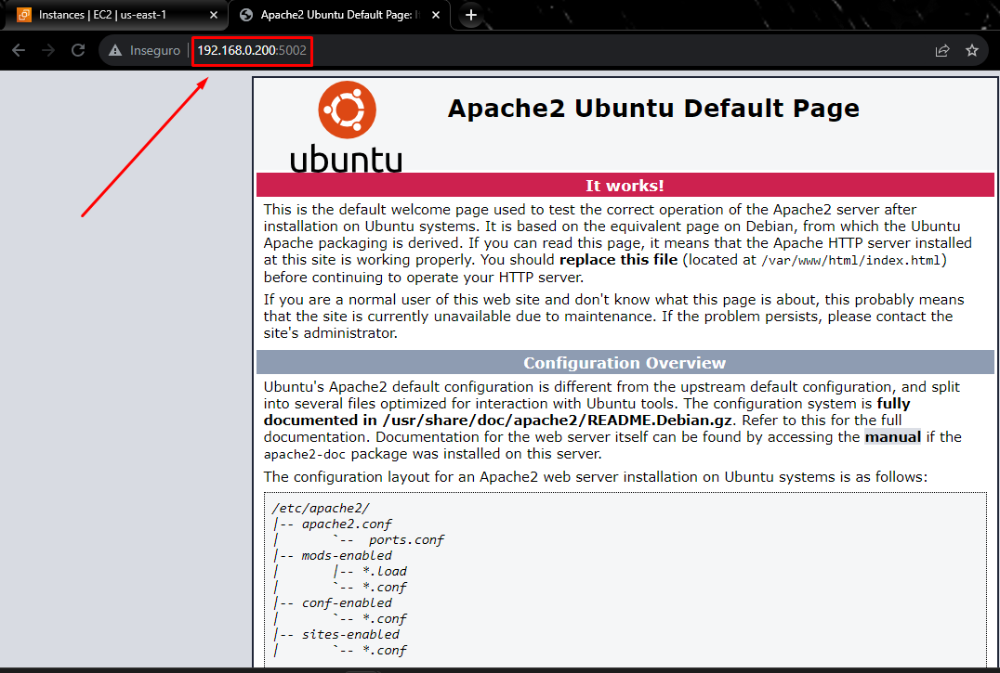 Instances | EC2 | us-east-1
Apache2 Ubuntu Default Page:
Inseguro
192.168.0.200:5002
ubuntu
Apache2 Ubuntu Default Page
It works!
This is the default welcome page used to test the correct operation of the Apache2 server after
installation on Ubuntu systems. It is based on the equivalent page on Debian, from which the Ubuntu
Apache packaging is derived. If you can read this page, it means that the Apache HTTP server installed
at this site is working properly. You should replace this file (located at /var/www/html/index.html)
before continuing to operate your HTTP server.
If you are a normal user of this web site and don't know what this page is about, this probably means
that the site is currently unavailable due to maintenance. If the problem persists, please contact the
site's administrator.
Configuration Overview
Ubuntu's Apache2 default configuration is different from the upstream default configuration, and split
into several files optimized for interaction with Ubuntu tools. The configuration system is fully
documented in /usr/share/doc/apache2/README.Debian.gz. Refer to this for the full
documentation. Documentation for the web server itself can be found by accessing the manual if the
apache2-doc package was installed on this server.
The configuration layout for an Apache2 web server installation on Ubuntu systems is as follows:
/etc/apache2/
|-- apache2.conf
|       `--  ports.conf
|-- mods-enabled
|       |-- *.load
|       `-- *.conf
|-- conf-enabled
|       `-- *.conf
|-- sites-enabled
|       `-- *.conf